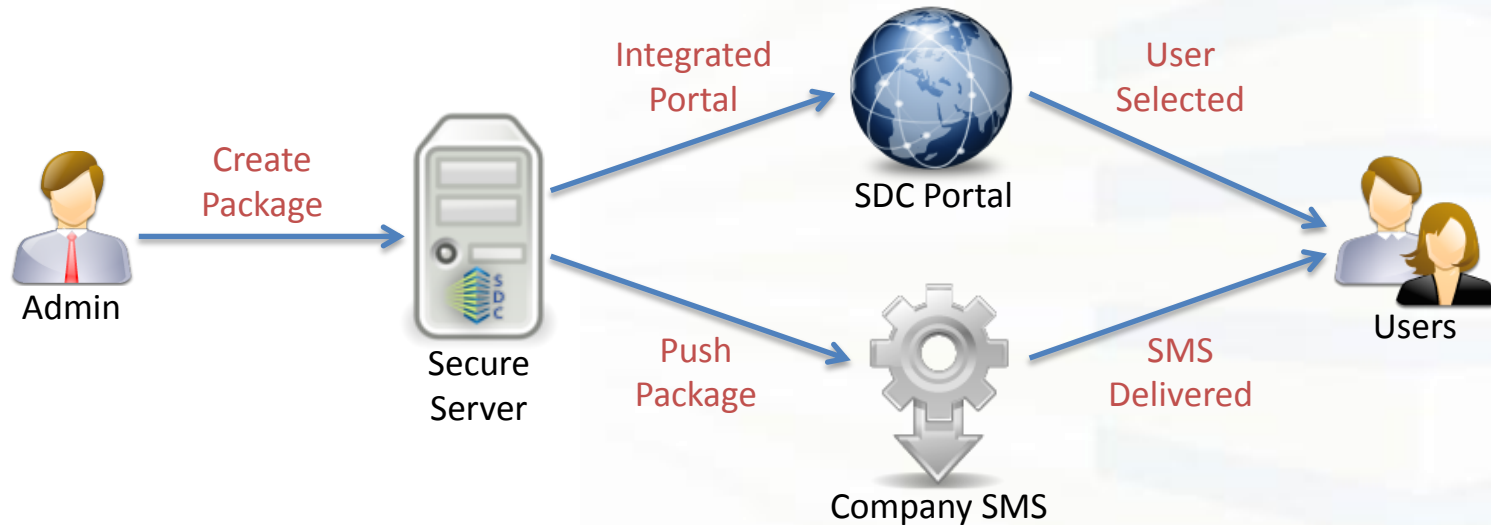 Create
Package
Admin
S
D
C
Secure
Server
Integrated
Portal
SDC Portal
User
Selected
Push
Package
Company SMS
SMS
Delivered
Users